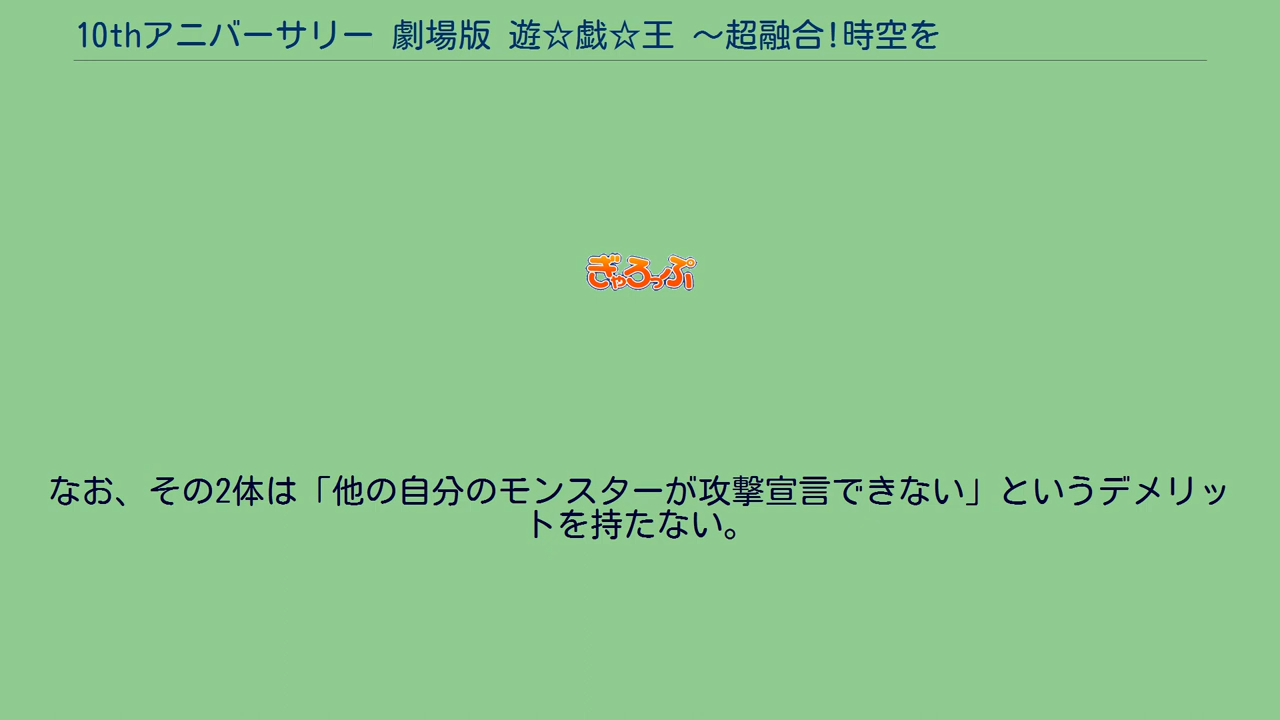 10thアニバーサリー 劇場版 遊☆戯☆王 ～超融合!時空を
ぎゃろっぷ
なお、その2体は「他の自分のモンスターが攻撃宣言できない」というデメリッ
トを持たない。